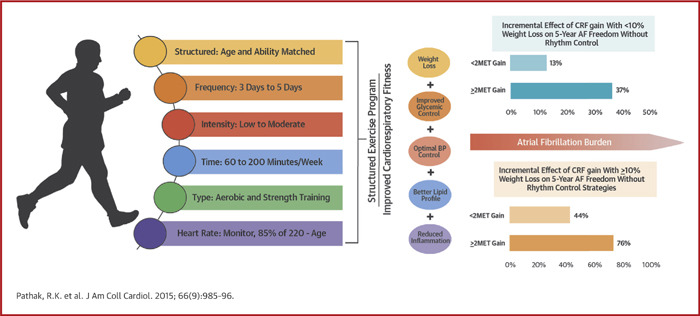 Structured: Age and Ability Matched
Frequency: 3 Days to 5 Days
Intensity: Low to Moderate
Time: 60 to 200 Minutes/Week
Type: Aerobic and Strength Training
Heart Rate: Monitor, 85% of 220 - Age
Structured Exercise Program
Improved Cardiorespiratory Fitness
Weight
Loss
+
Improved
Glycemic
Control
+
Optimal BP
Control
+
Better Lipid
Profile
+
Reduced
Inflammation
Incremental Effect of CRF gain With <10%
Weight Loss on 5-Year AF Freedom Without
Rhythm Control
<2MET Gain
13%
≥2MET Gain
37%
0% 10% 20% 30% 40% 50%
Atrial Fibrillation Burden
Incremental Effect of CRF gain With ≥10%
Weight Loss on 5-Year AF Freedom Without
Rhythm Control Strategies
<2MET Gain
44%
≥2MET Gain
76%
0% 20% 40% 60% 80% 100%
Pathak, R.K. et al. J Am Coll Cardiol. 2015; 66(9):985-96.